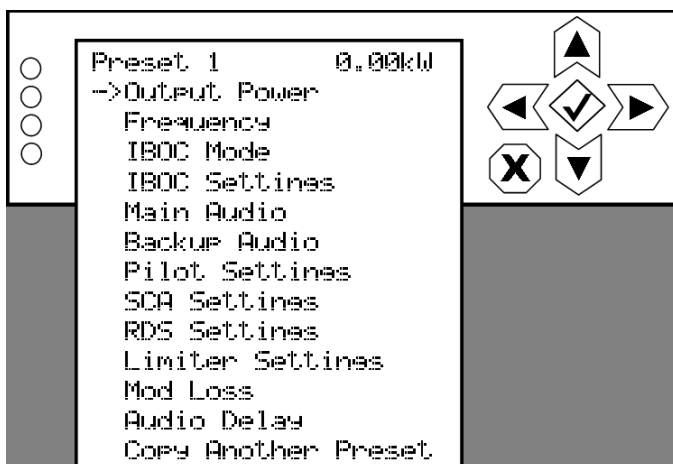 Preset 1 0.00kW
->Output Power
Frequency
IBOC Mode
IBOC Settings
Main Audio
Backup Audio
Pilot Settings
SCA Settings
RDS Settings
Limiter Settings
Mod Loss
Audio Delay
Copy Another Preset